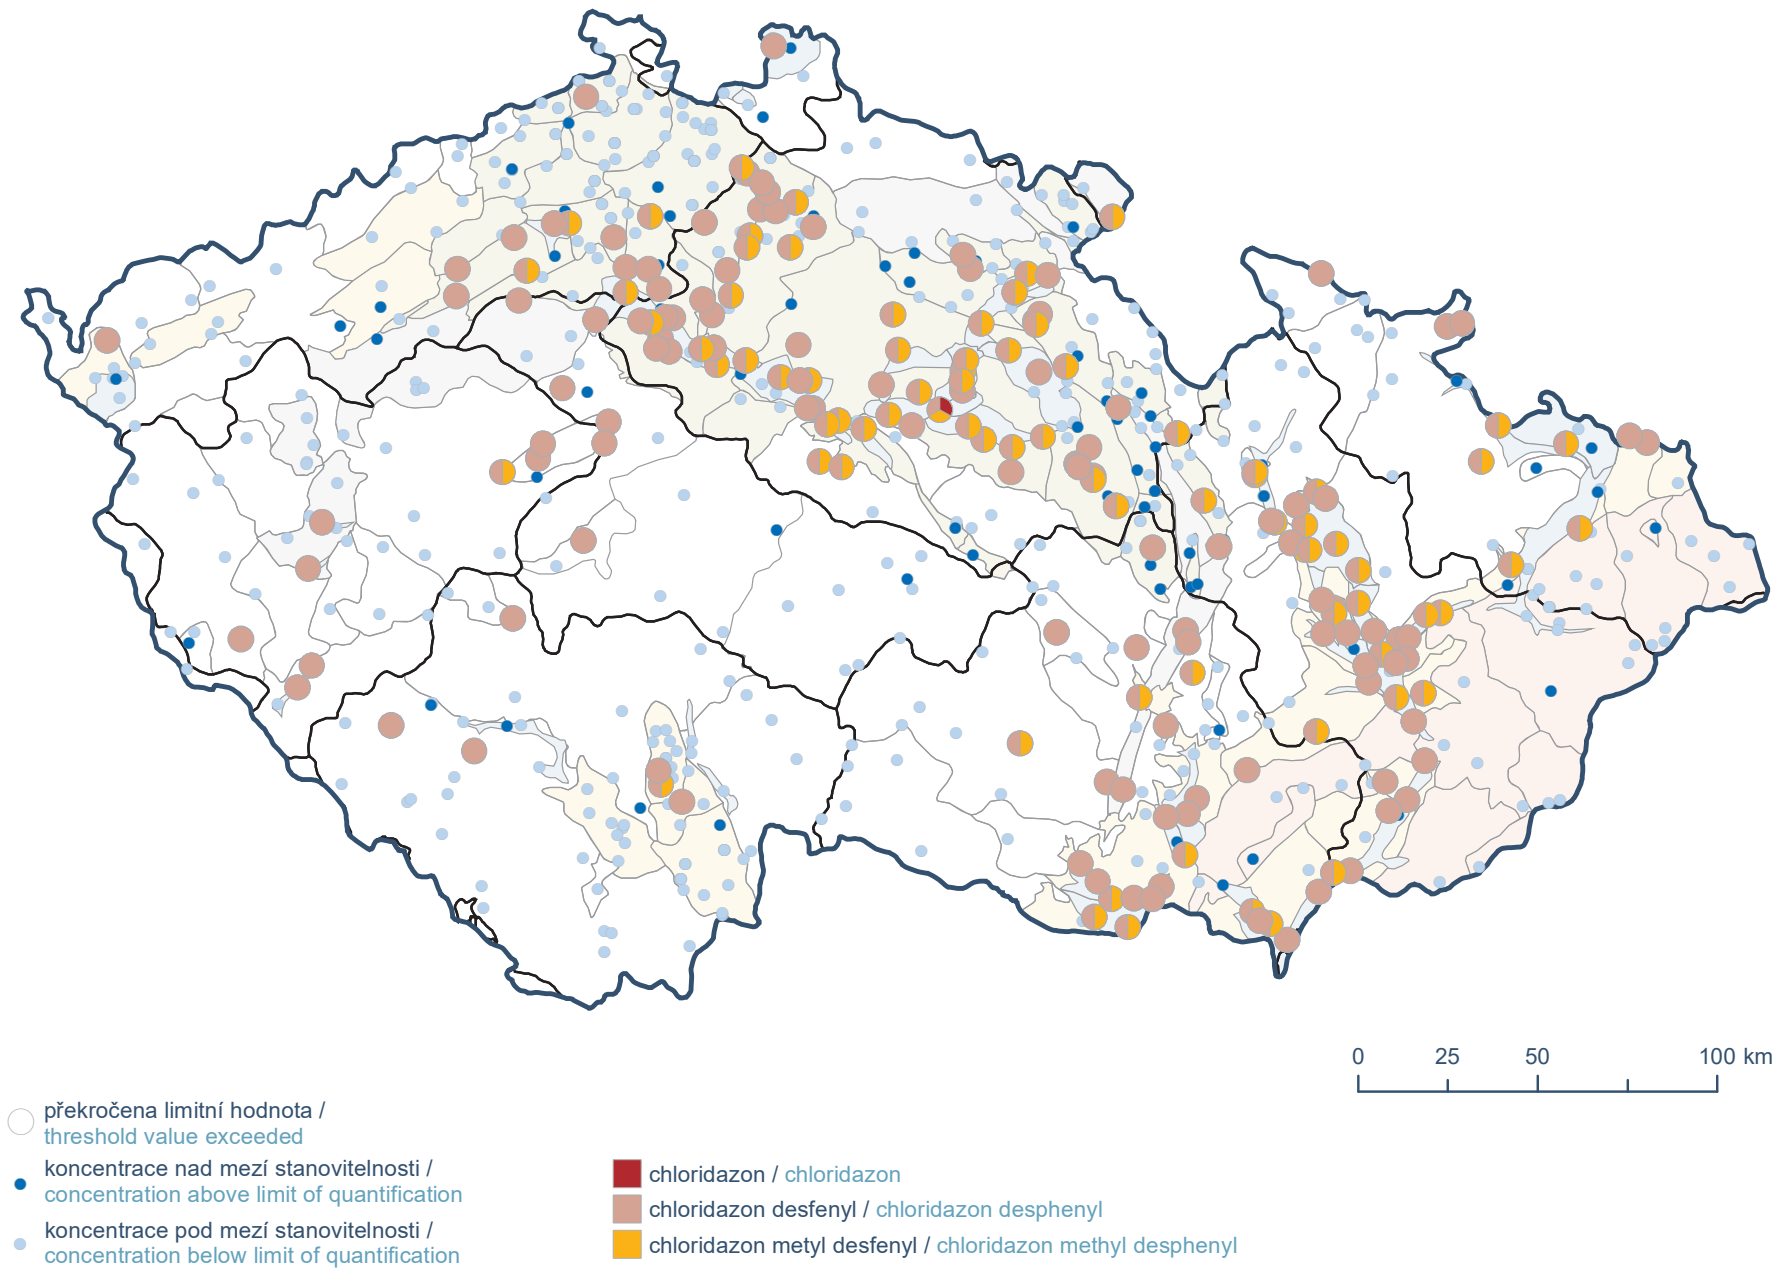 0 25 50 100 km
překročena limitní hodnota /
threshold value exceeded
koncentrace nad mezí stanovitelnosti /
concentration above limit of quantification
koncentrace pod mezí stanovitelnosti /
concentration below limit of quantification
chloridazon / chloridazon
chloridazon desfenyl / chloridazon desphenyl
chloridazon metyl desfenyl / chloridazon methyl desphenyl